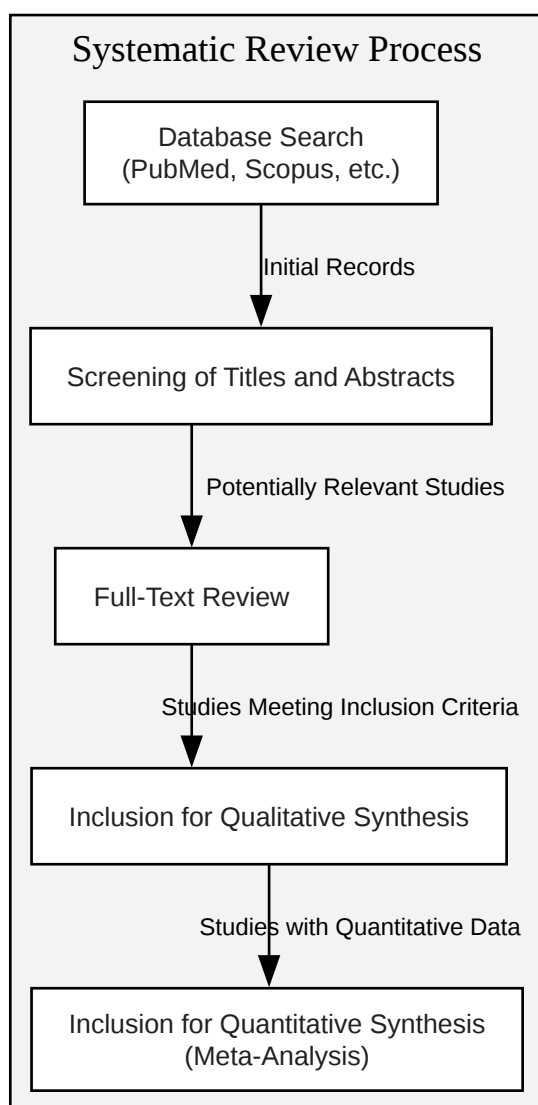 Systematic Review Process
Database Search
(PubMed, Scopus, etc.)
Initial Records
Screening of Titles and Abstracts
Potentially Relevant Studies
Full-Text Review
Studies Meeting Inclusion Criteria
Inclusion for Qualitative Synthesis
Studies with Quantitative Data
Inclusion for Quantitative Synthesis
(Meta-Analysis)